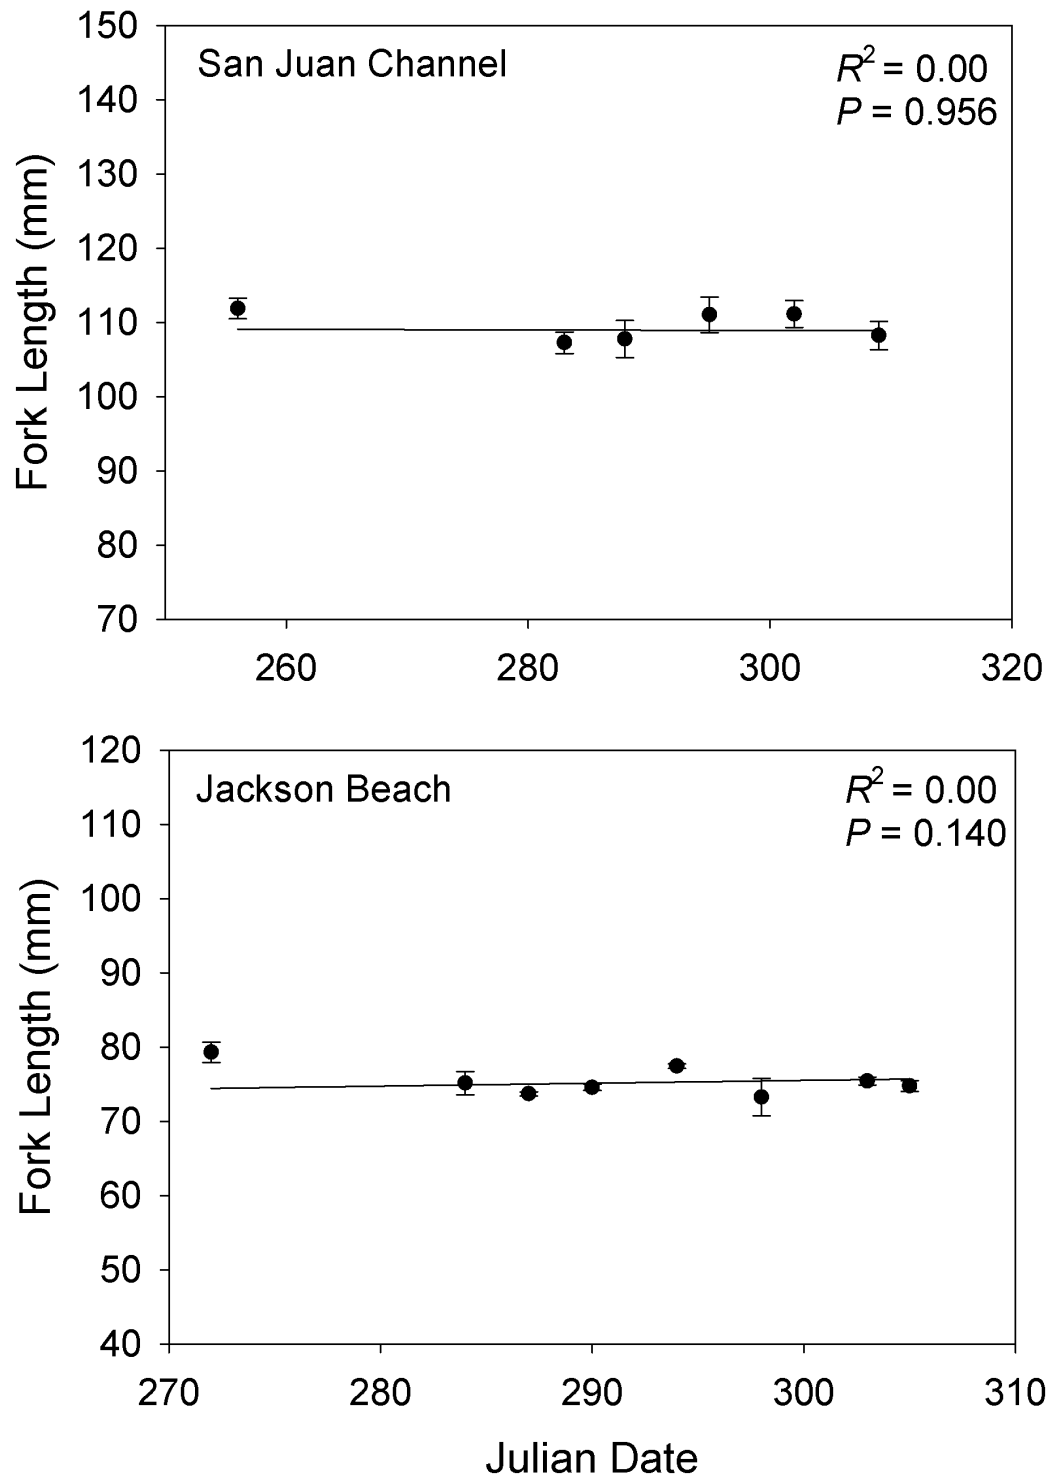 150
San Juan Channel
R² = 0.00
140
P = 0.956
130
120
110
100
90
80
70
Fork Length (mm)
260 280 300 320
120
Jackson Beach
R² = 0.00
110
P = 0.140
100
90
80
70
60
50
40
Fork Length (mm)
270 280 290 300 310
Julian Date